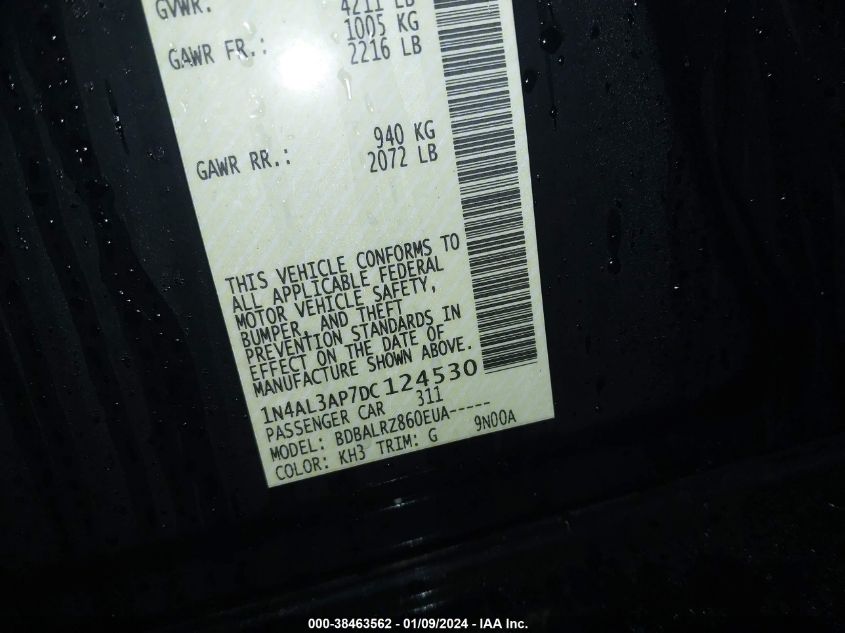 GVWR: 4211 LB
1005 KG
GAWR FR.: 2216 LB
940 KG
GAWR RR.: 2072 LB
THIS VEHICLE CONFORMS TO
ALL APPLICABLE FEDERAL
MOTOR VEHICLE SAFETY,
BUMPER, AND THEFT
PREVENTION STANDARDS IN
EFFECT ON THE DATE OF
MANUFACTURE SHOWN ABOVE.
1N4AL3AP7DC124530
PASSENGER CAR 311
MODEL: BDBALRZ860EUA-----
COLOR: KH3 TRIM: G 9N00A
000-38463562 - 01/09/2024 - IAA Inc.